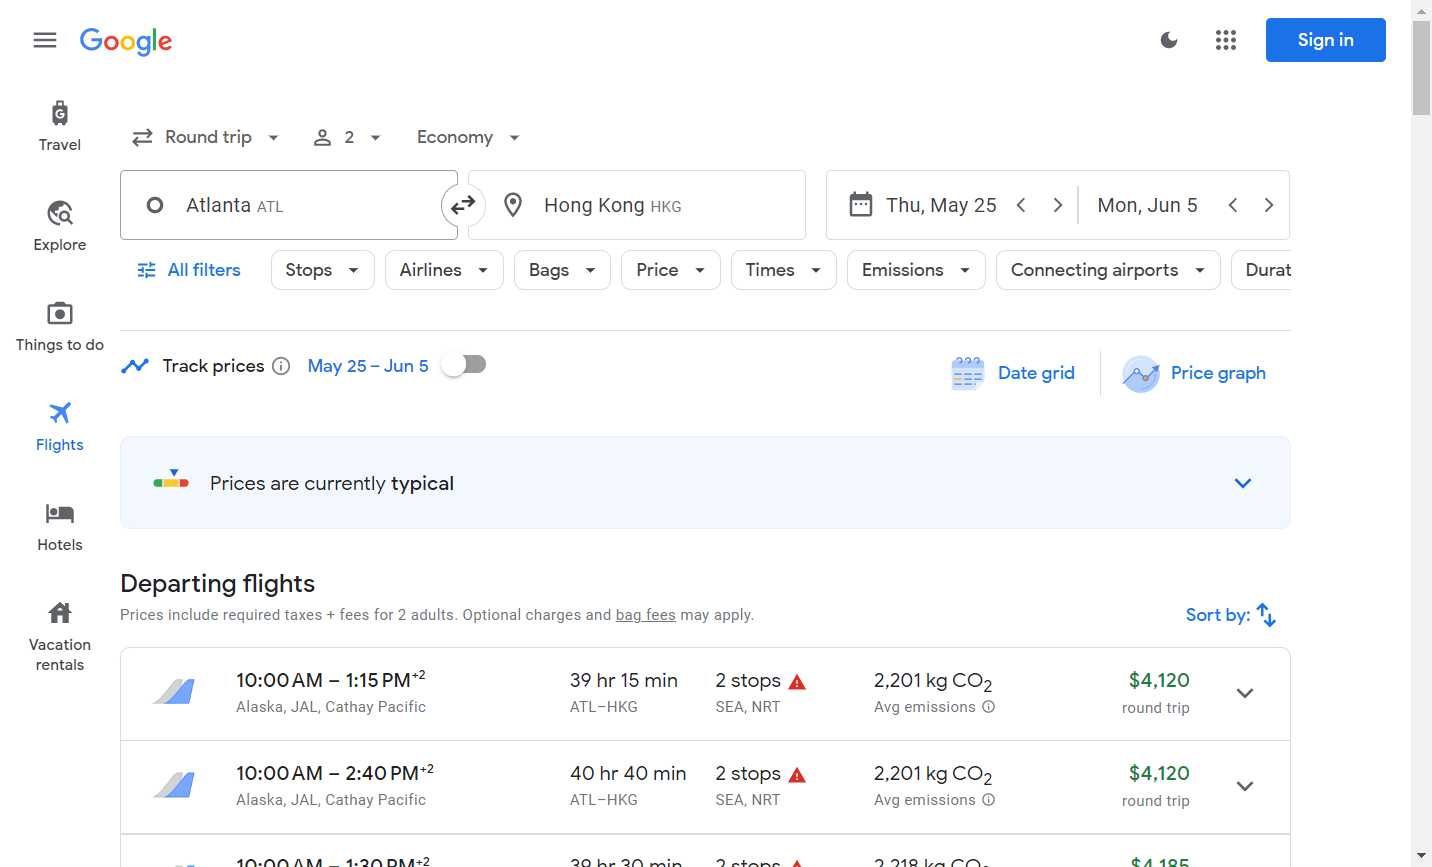 Google
Sign in
Travel
Explore
Things to do
Flights
Hotels
Vacation
rentals
Round trip 2 Economy
Atlanta ATL Hong Kong HKG Thu, May 25 Mon, Jun 5
All filters Stops Airlines Bags Price Times Emissions Connecting airports Durat
Track prices May 25 – Jun 5 Date grid Price graph
Prices are currently typical
Departing flights
Prices include required taxes + fees for 2 adults. Optional charges and bag fees may apply. Sort by:
10:00 AM – 1:15 PM+2 39 hr 15 min 2 stops 2,201 kg CO2 $4,120
Alaska, JAL, Cathay Pacific ATL–HKG SEA, NRT Avg emissions round trip
10:00 AM – 2:40 PM+2 40 hr 40 min 2 stops 2,201 kg CO2 $4,120
Alaska, JAL, Cathay Pacific ATL–HKG SEA, NRT Avg emissions round trip
10:00 AM – 1:30 PM+2 39 hr 30 min 2 stops 2,218 kg CO2 $4,185